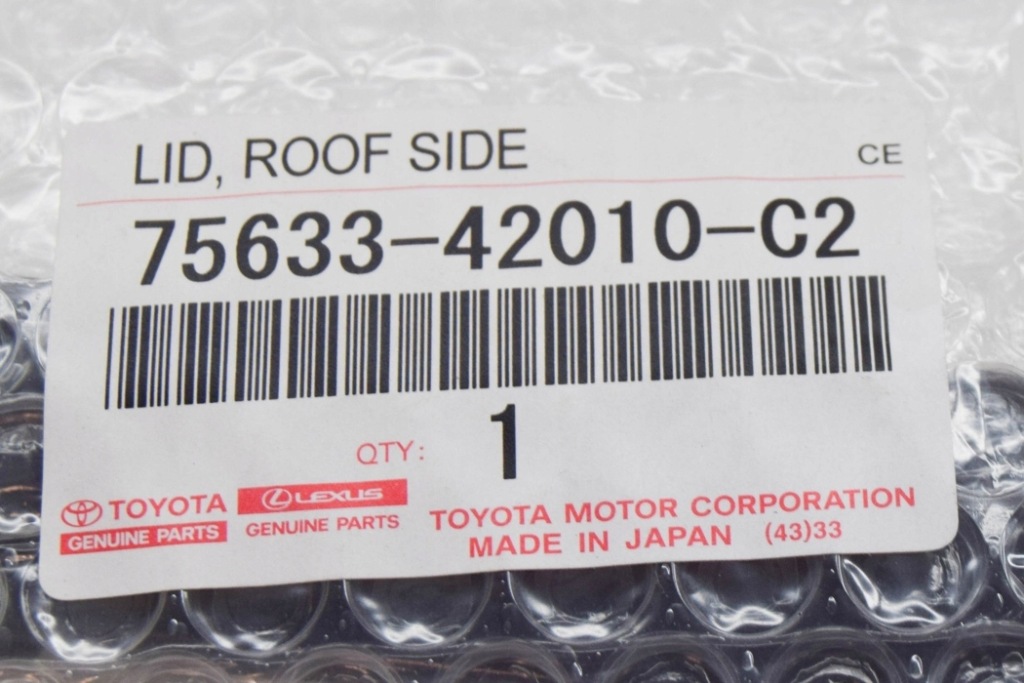 LID, ROOF SIDE CE
75633-42010-C2
QTY: 1
TOYOTA LEXUS TOYOTA MOTOR CORPORATION
GENUINE PARTS GENUINE PARTS MADE IN JAPAN (43)33